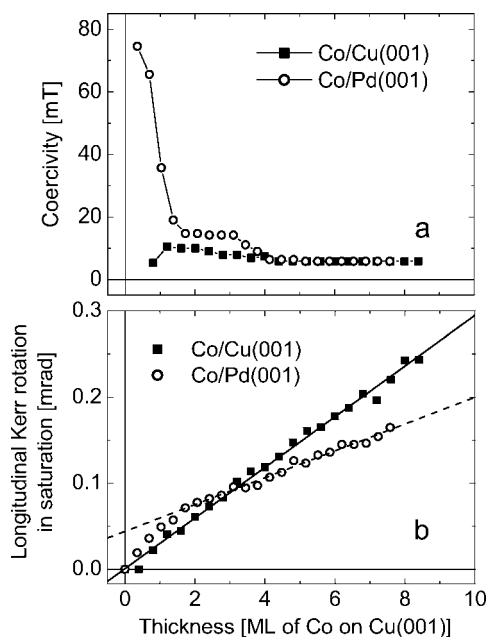 80
60
40
20
0
Coercivity [mT]
Co/Cu(001)
Co/Pd(001)
a
0.3
0.2
0.1
0.0
Longitudinal Kerr rotation
in saturation [mrad]
Co/Cu(001)
Co/Pd(001)
b
0 2 4 6 8 10
Thickness [ML of Co on Cu(001)]